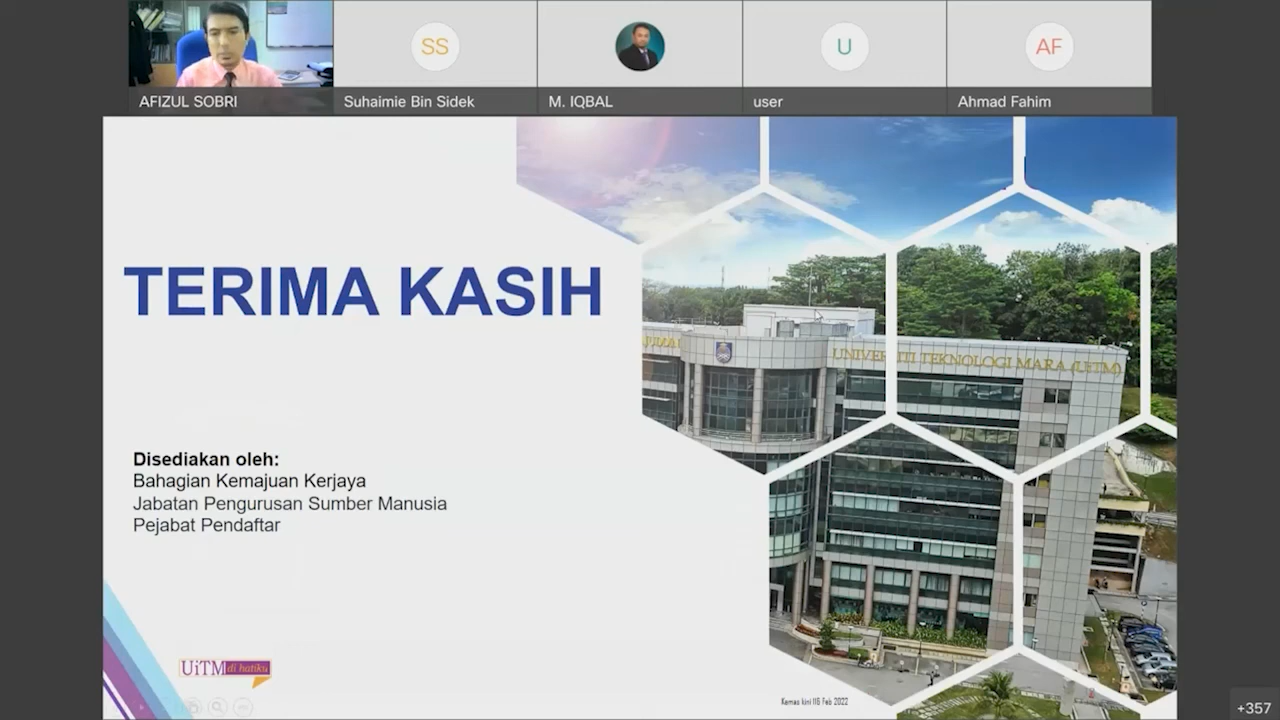 SS
U
AF
AFIZUL SOBRI
Suhaimie Bin Sidek
M. IQBAL
user
Ahmad Fahim
TERIMA KASIH
UNIVERSITI TEKNOLOGI MARA (UiTM)
Disediakan oleh:
Bahagian Kemajuan Kerjaya
Jabatan Pengurusan Sumber Manusia
Pejabat Pendaftar
UiTM di hatiku
Kemas kini 16 Feb 2022
+357